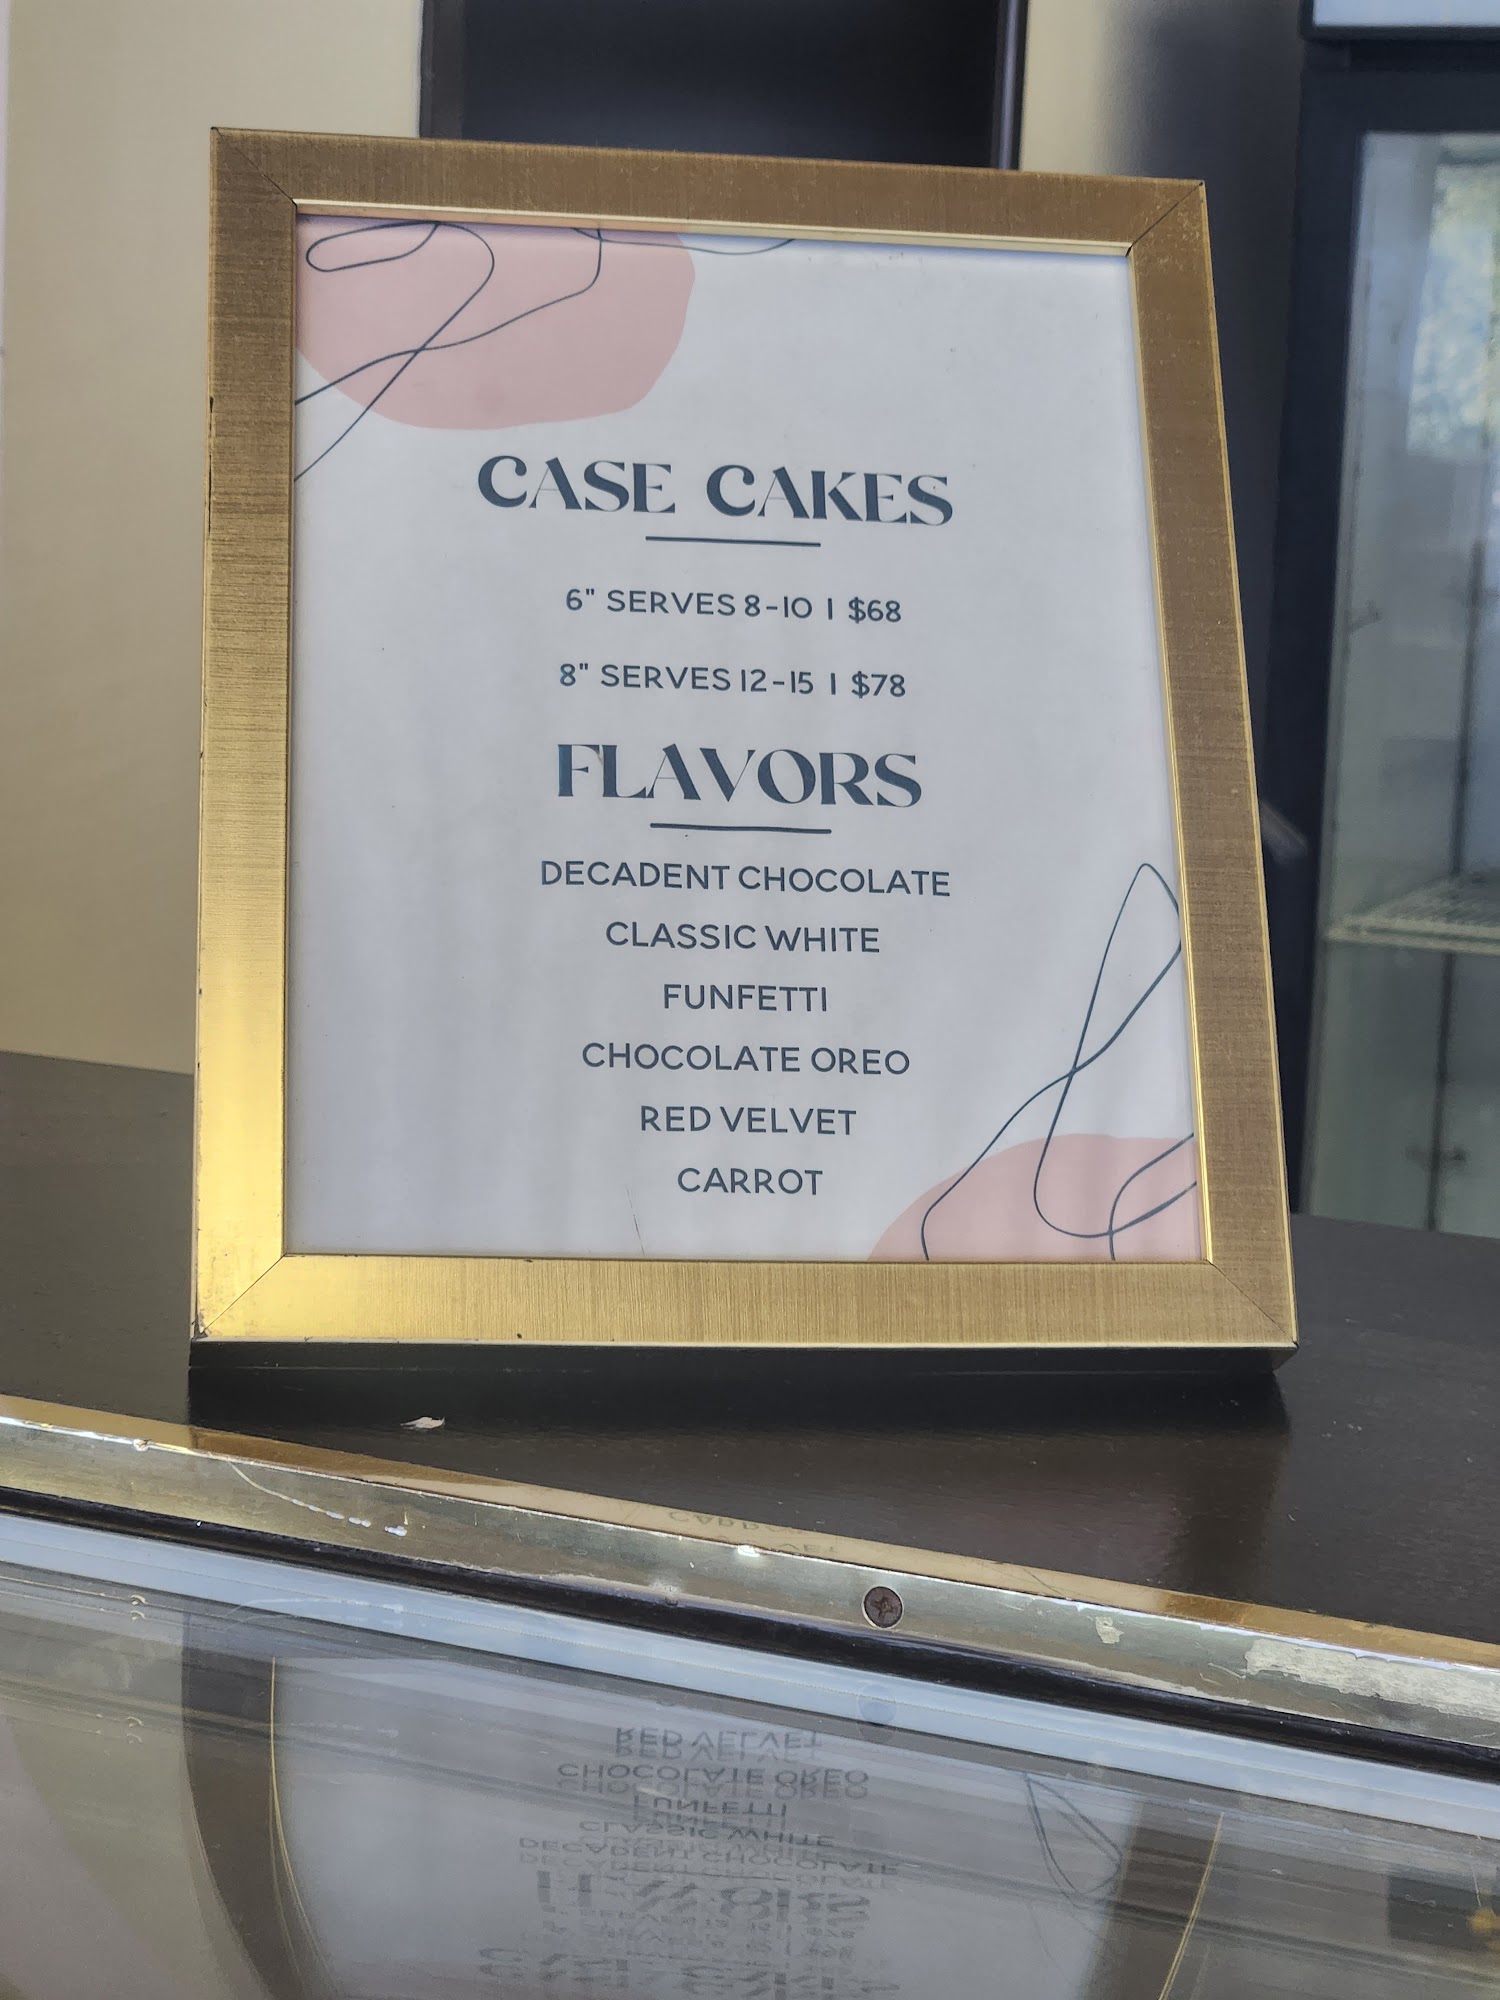 CASE CAKES
6" SERVES 8-10 | $68
8" SERVES 12-15 | $78
FLAVORS
DECADENT CHOCOLATE
CLASSIC WHITE
FUNFETTI
CHOCOLATE OREO
RED VELVET
CARROT